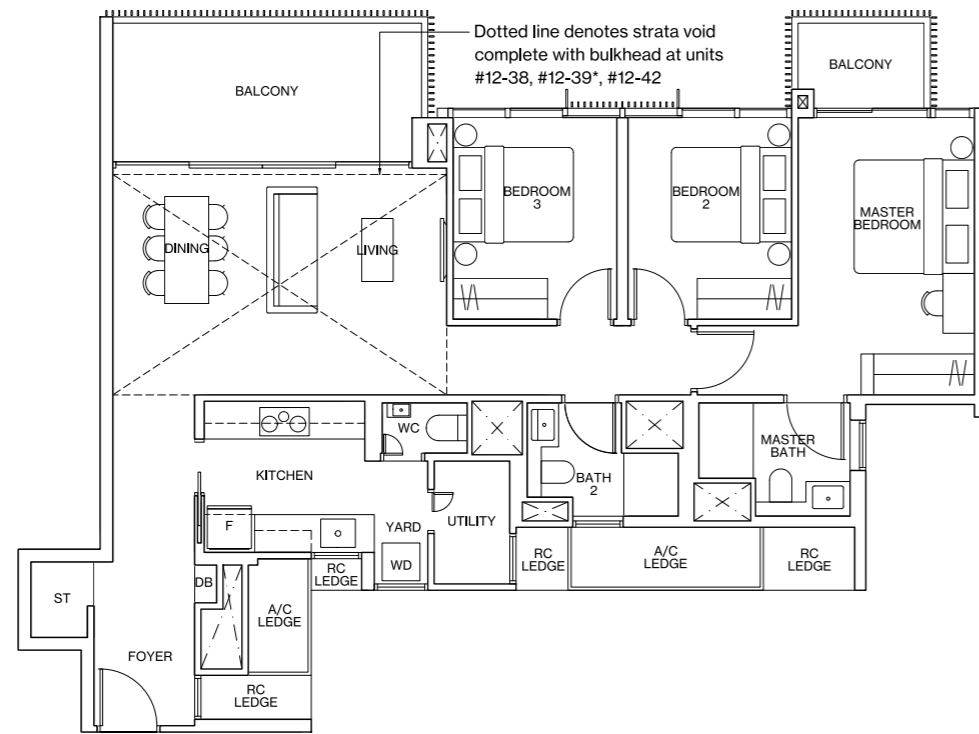 Dotted line denotes strata void
complete with bulkhead at units
#12-38, #12-39*, #12-42
BALCONY
BALCONY
BEDROOM
3
BEDROOM
2
MASTER
BEDROOM
DINING
LIVING
WC
KITCHEN
MASTER
BATH
BATH
2
F
YARD
UTILITY
WD
RC
LEDGE
RC
LEDGE
A/C
LEDGE
RC
LEDGE
ST
DB
A/C
LEDGE
FOYER
RC
LEDGE